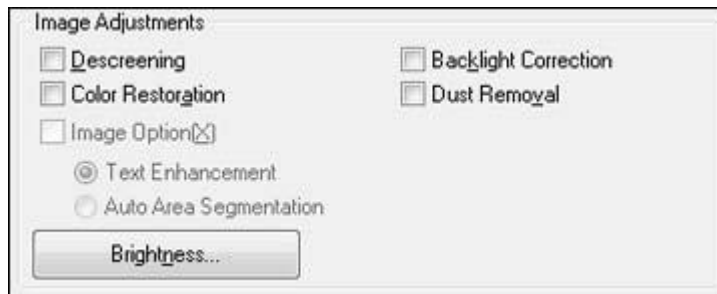 Image Adjustments
Descreening
Backlight Correction
Color Restoration
Dust Removal
Image Option(X)
Text Enhancement
Auto Area Segmentation
Brightness...